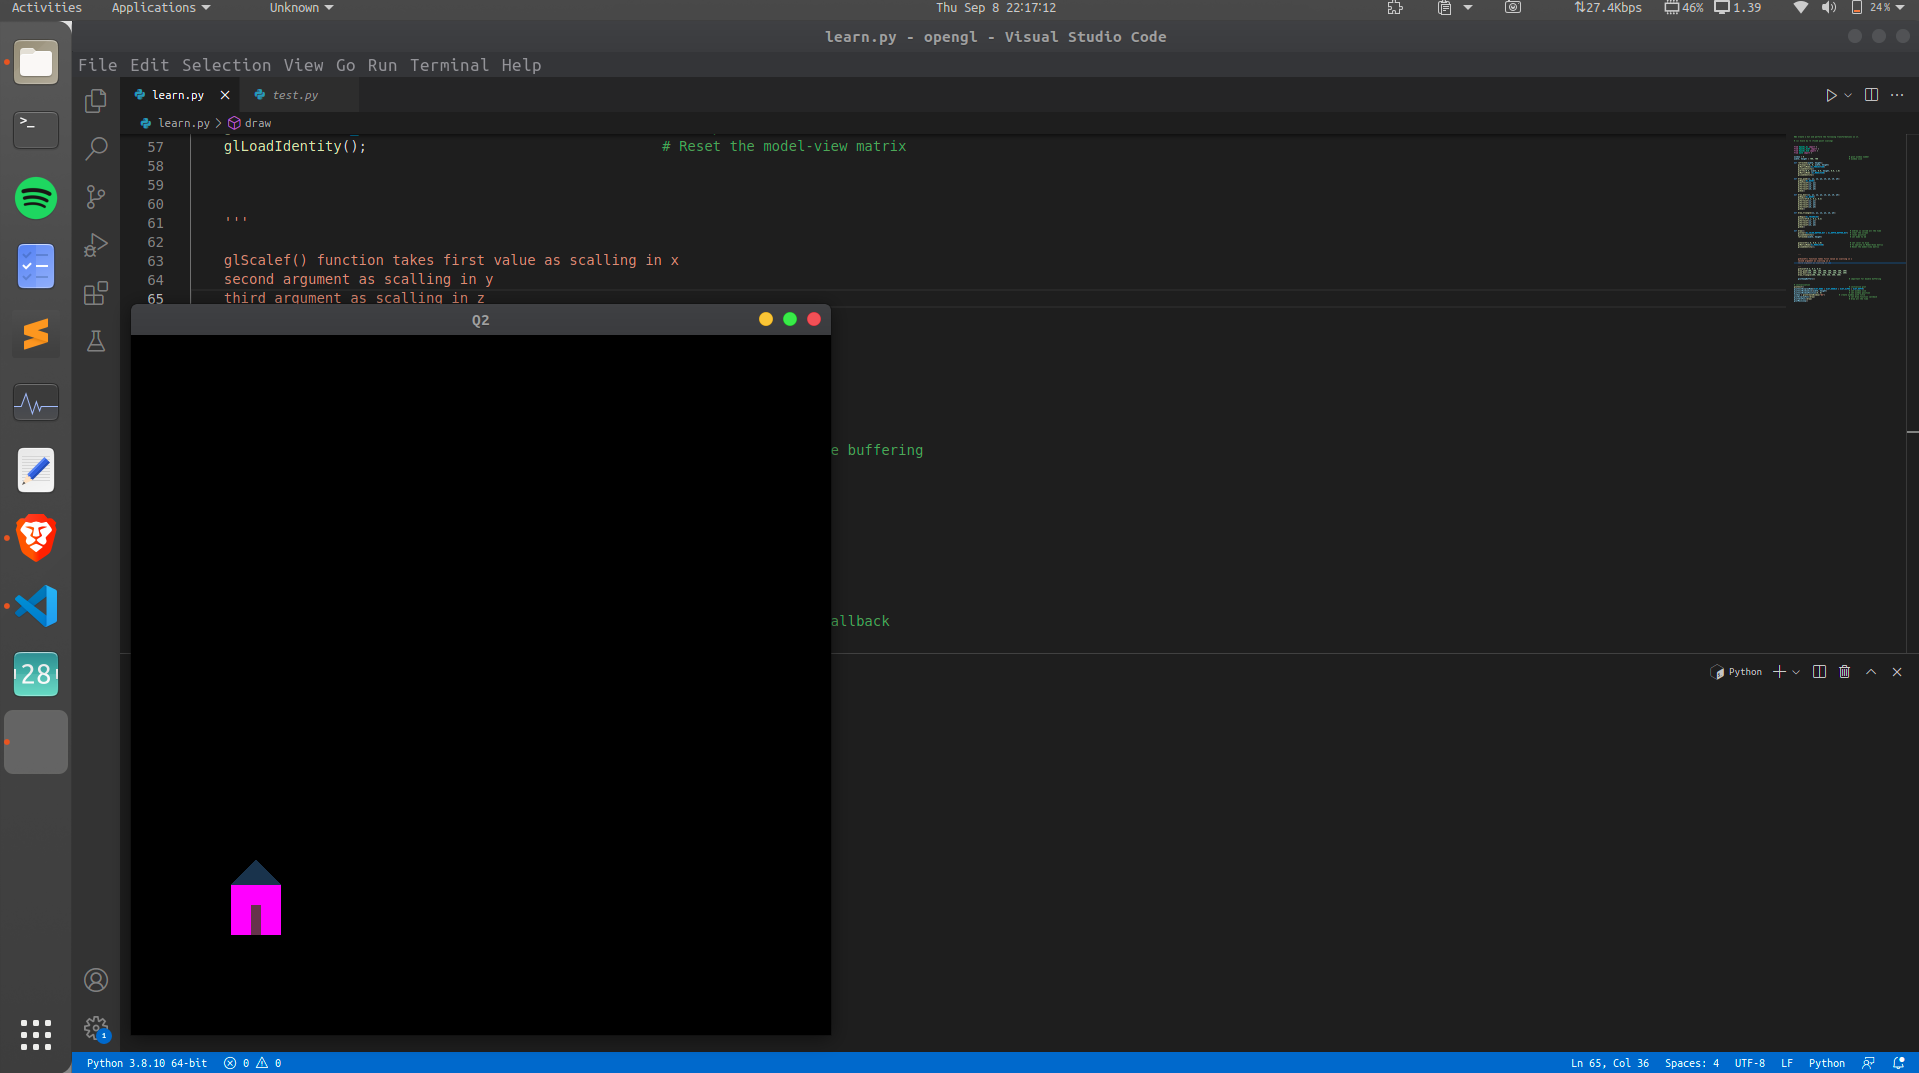 Activities Applications Unknown Thu Sep 8 22:17:12 27.4Kbps 46% 1.39 24%
learn.py - opengl - Visual Studio Code
File Edit Selection View Go Run Terminal Help
learn.py test.py
learn.py > draw
57 glLoadIdentity(); # Reset the model-view matrix
58
59
60
61 '''
62
63 glScalef() function takes first value as scalling in x
64 second argument as scalling in y
65 third argument as scalling in z
Q2
e buffering
allback
Python
28
1
Python 3.8.10 64-bit 0 0 Ln 65, Col 36 Spaces: 4 UTF-8 LF Python